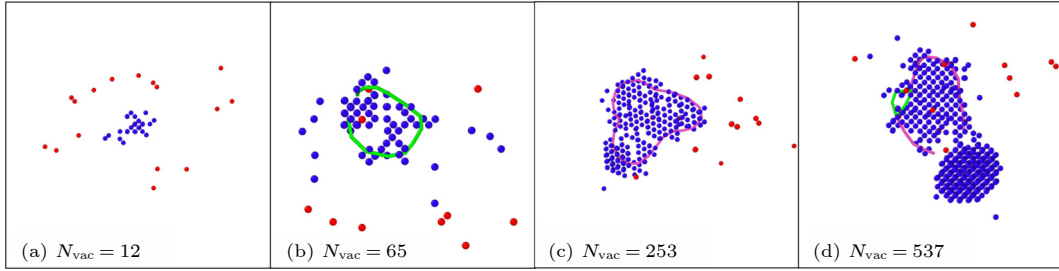 (a) N_vac = 12
(b) N_vac = 65
(c) N_vac = 253
(d) N_vac = 537